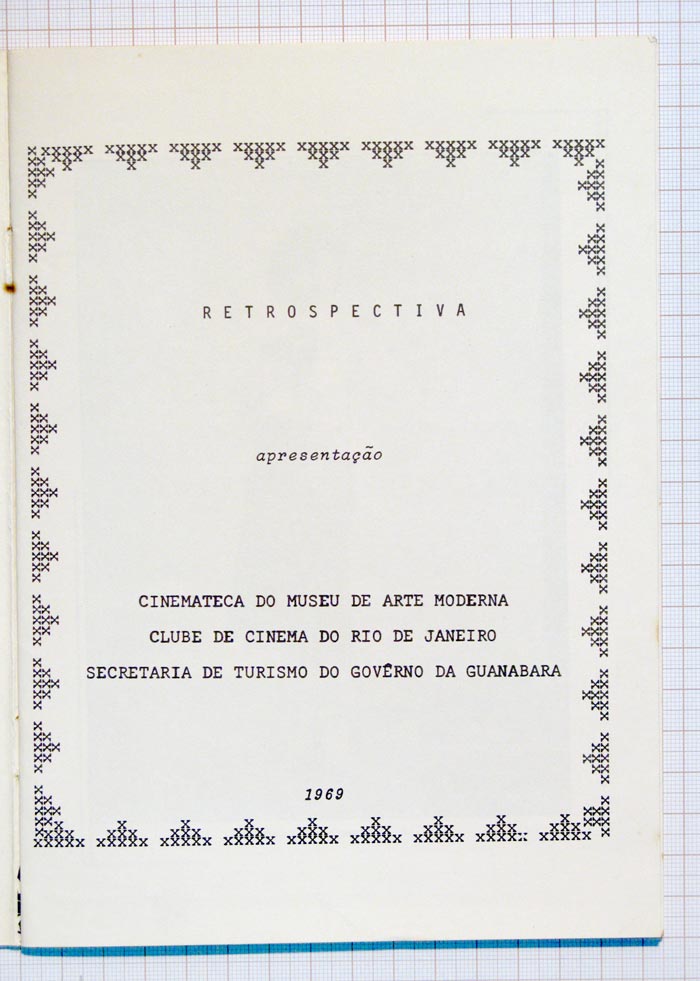 RETROSPECTIVA
apresentação
CINEMATECA DO MUSEU DE ARTE MODERNA
CLUBE DE CINEMA DO RIO DE JANEIRO
SECRETARIA DE TURISMO DO GOVÊRNO DA GUANABARA
1969